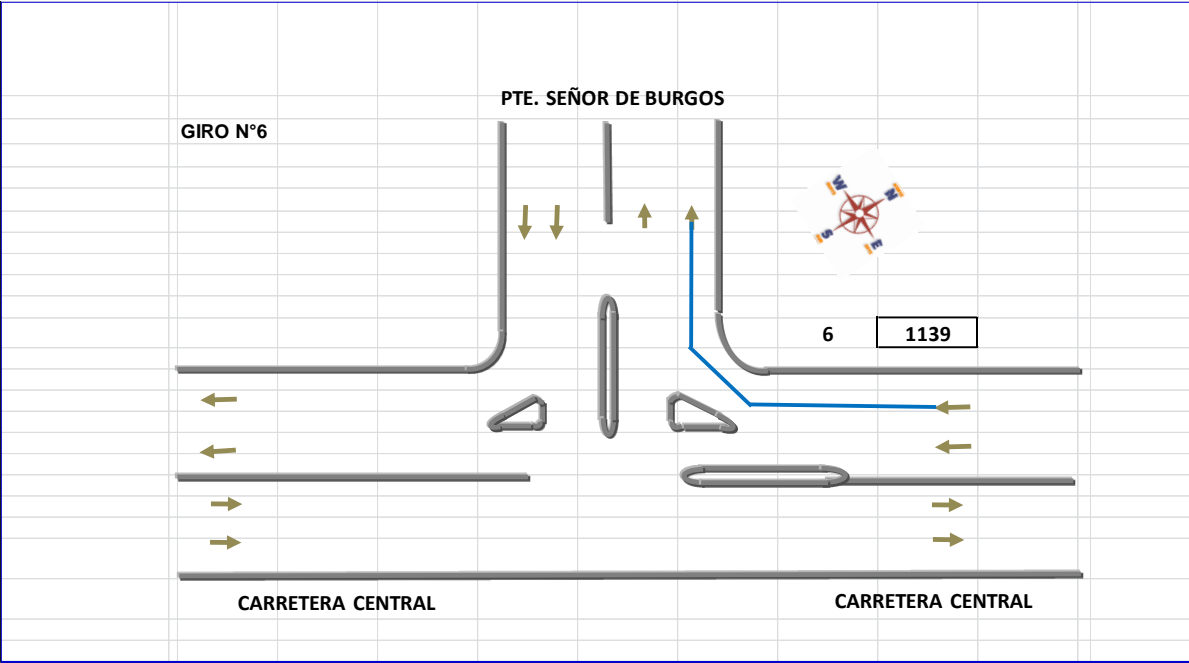 PTE. SEÑOR DE BURGOS
GIRO N°6
W
N
S
E
6 1139
CARRETERA CENTRAL
CARRETERA CENTRAL